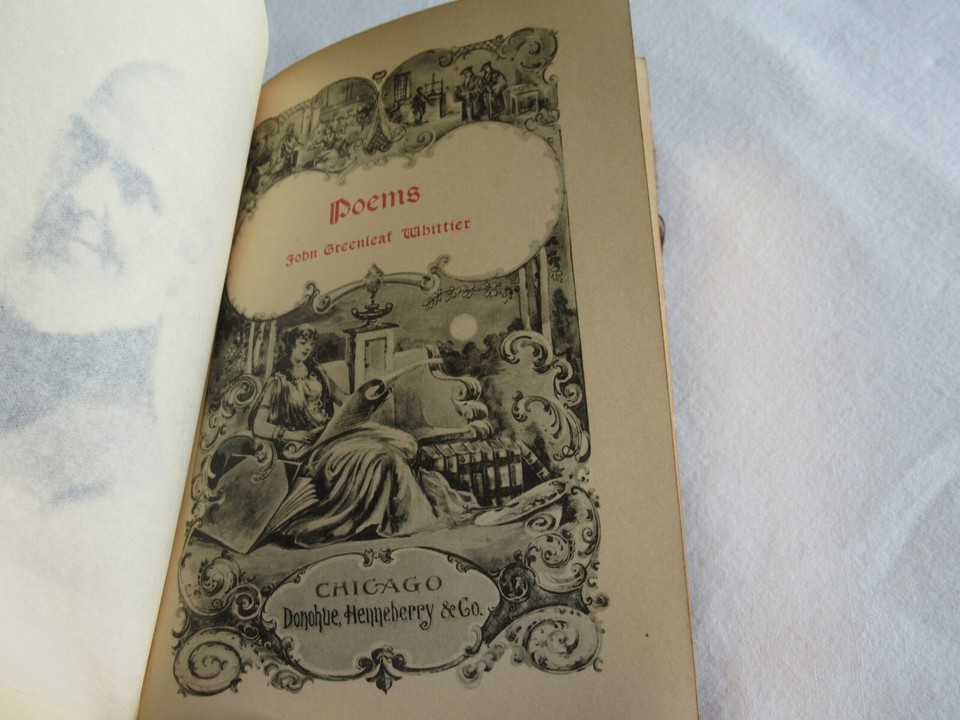 Poems
John Greenleaf Whittier
CHICAGO
Donohue, Henneberry & Co.